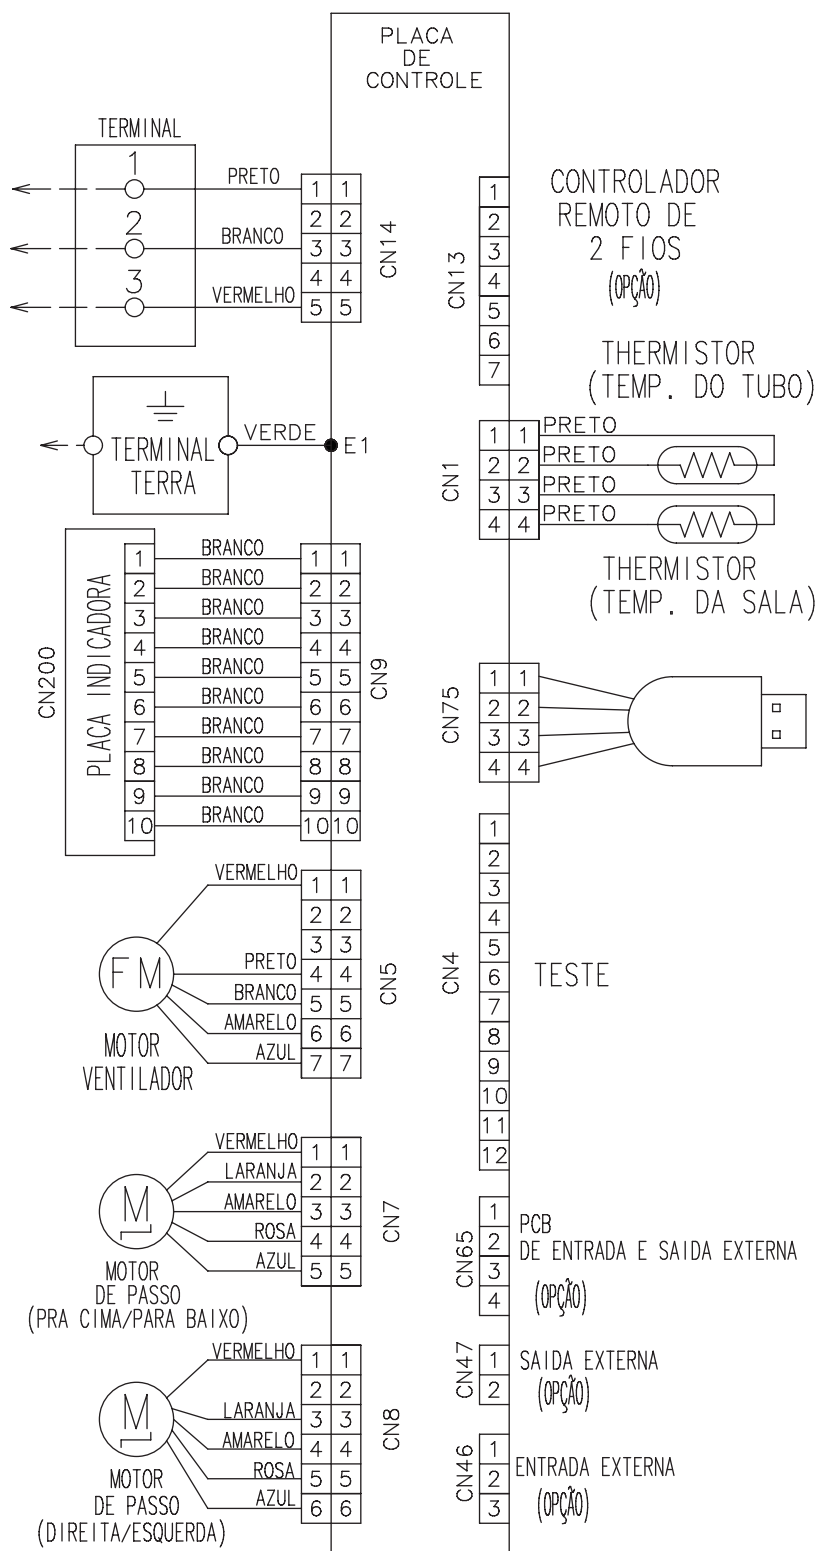 PLACA
DE
CONTROLE
TERMINAL
1
PRETO
1 1
2 2
2
BRANCO
3 3
4 4
3
VERMELHO
5 5
CN14
1
2
3
4
5
6
7
CN13
CONTROLADOR
REMOTO DE
2 FIOS
(OPÇÃO)
TERMINAL
TERRA
VERDE
E1
THERMISTOR
(TEMP. DO TUBO)
CN1
1 1 PRETO
2 2 PRETO
3 3 PRETO
4 4 PRETO
THERMISTOR
(TEMP. DA SALA)
CN200
PLACA INDICADORA
1 BRANCO 1 1
2 BRANCO 2 2
3 BRANCO 3 3
4 BRANCO 4 4
5 BRANCO 5 5
6 BRANCO 6 6
7 BRANCO 7 7
8 BRANCO 8 8
9 BRANCO 9 9
10 BRANCO 10 10
CN9
CN75
1 1
2 2
3 3
4 4
FM
MOTOR
VENTILADOR
VERMELHO 1 1
2 2
3 3
PRETO 4 4
BRANCO 5 5
AMARELO 6 6
AZUL 7 7
CN5
CN4
1
2
3
4
5
6
7
8
9
10
11
12
TESTE
M
MOTOR
DE PASSO
(PRA CIMA/PARA BAIXO)
VERMELHO 1 1
LARANJA 2 2
AMARELO 3 3
ROSA 4 4
AZUL 5 5
CN7
CN65
1
2
3
4
PCB
DE ENTRADA E SAIDA EXTERNA
(OPÇÃO)
M
MOTOR
DE PASSO
(DIREITA/ESQUERDA)
VERMELHO 1 1
2 2
LARANJA 3 3
AMARELO 4 4
ROSA 5 5
AZUL 6 6
CN8
CN47
1
2
SAIDA EXTERNA
(OPÇÃO)
CN46
1
2
3
ENTRADA EXTERNA
(OPÇÃO)